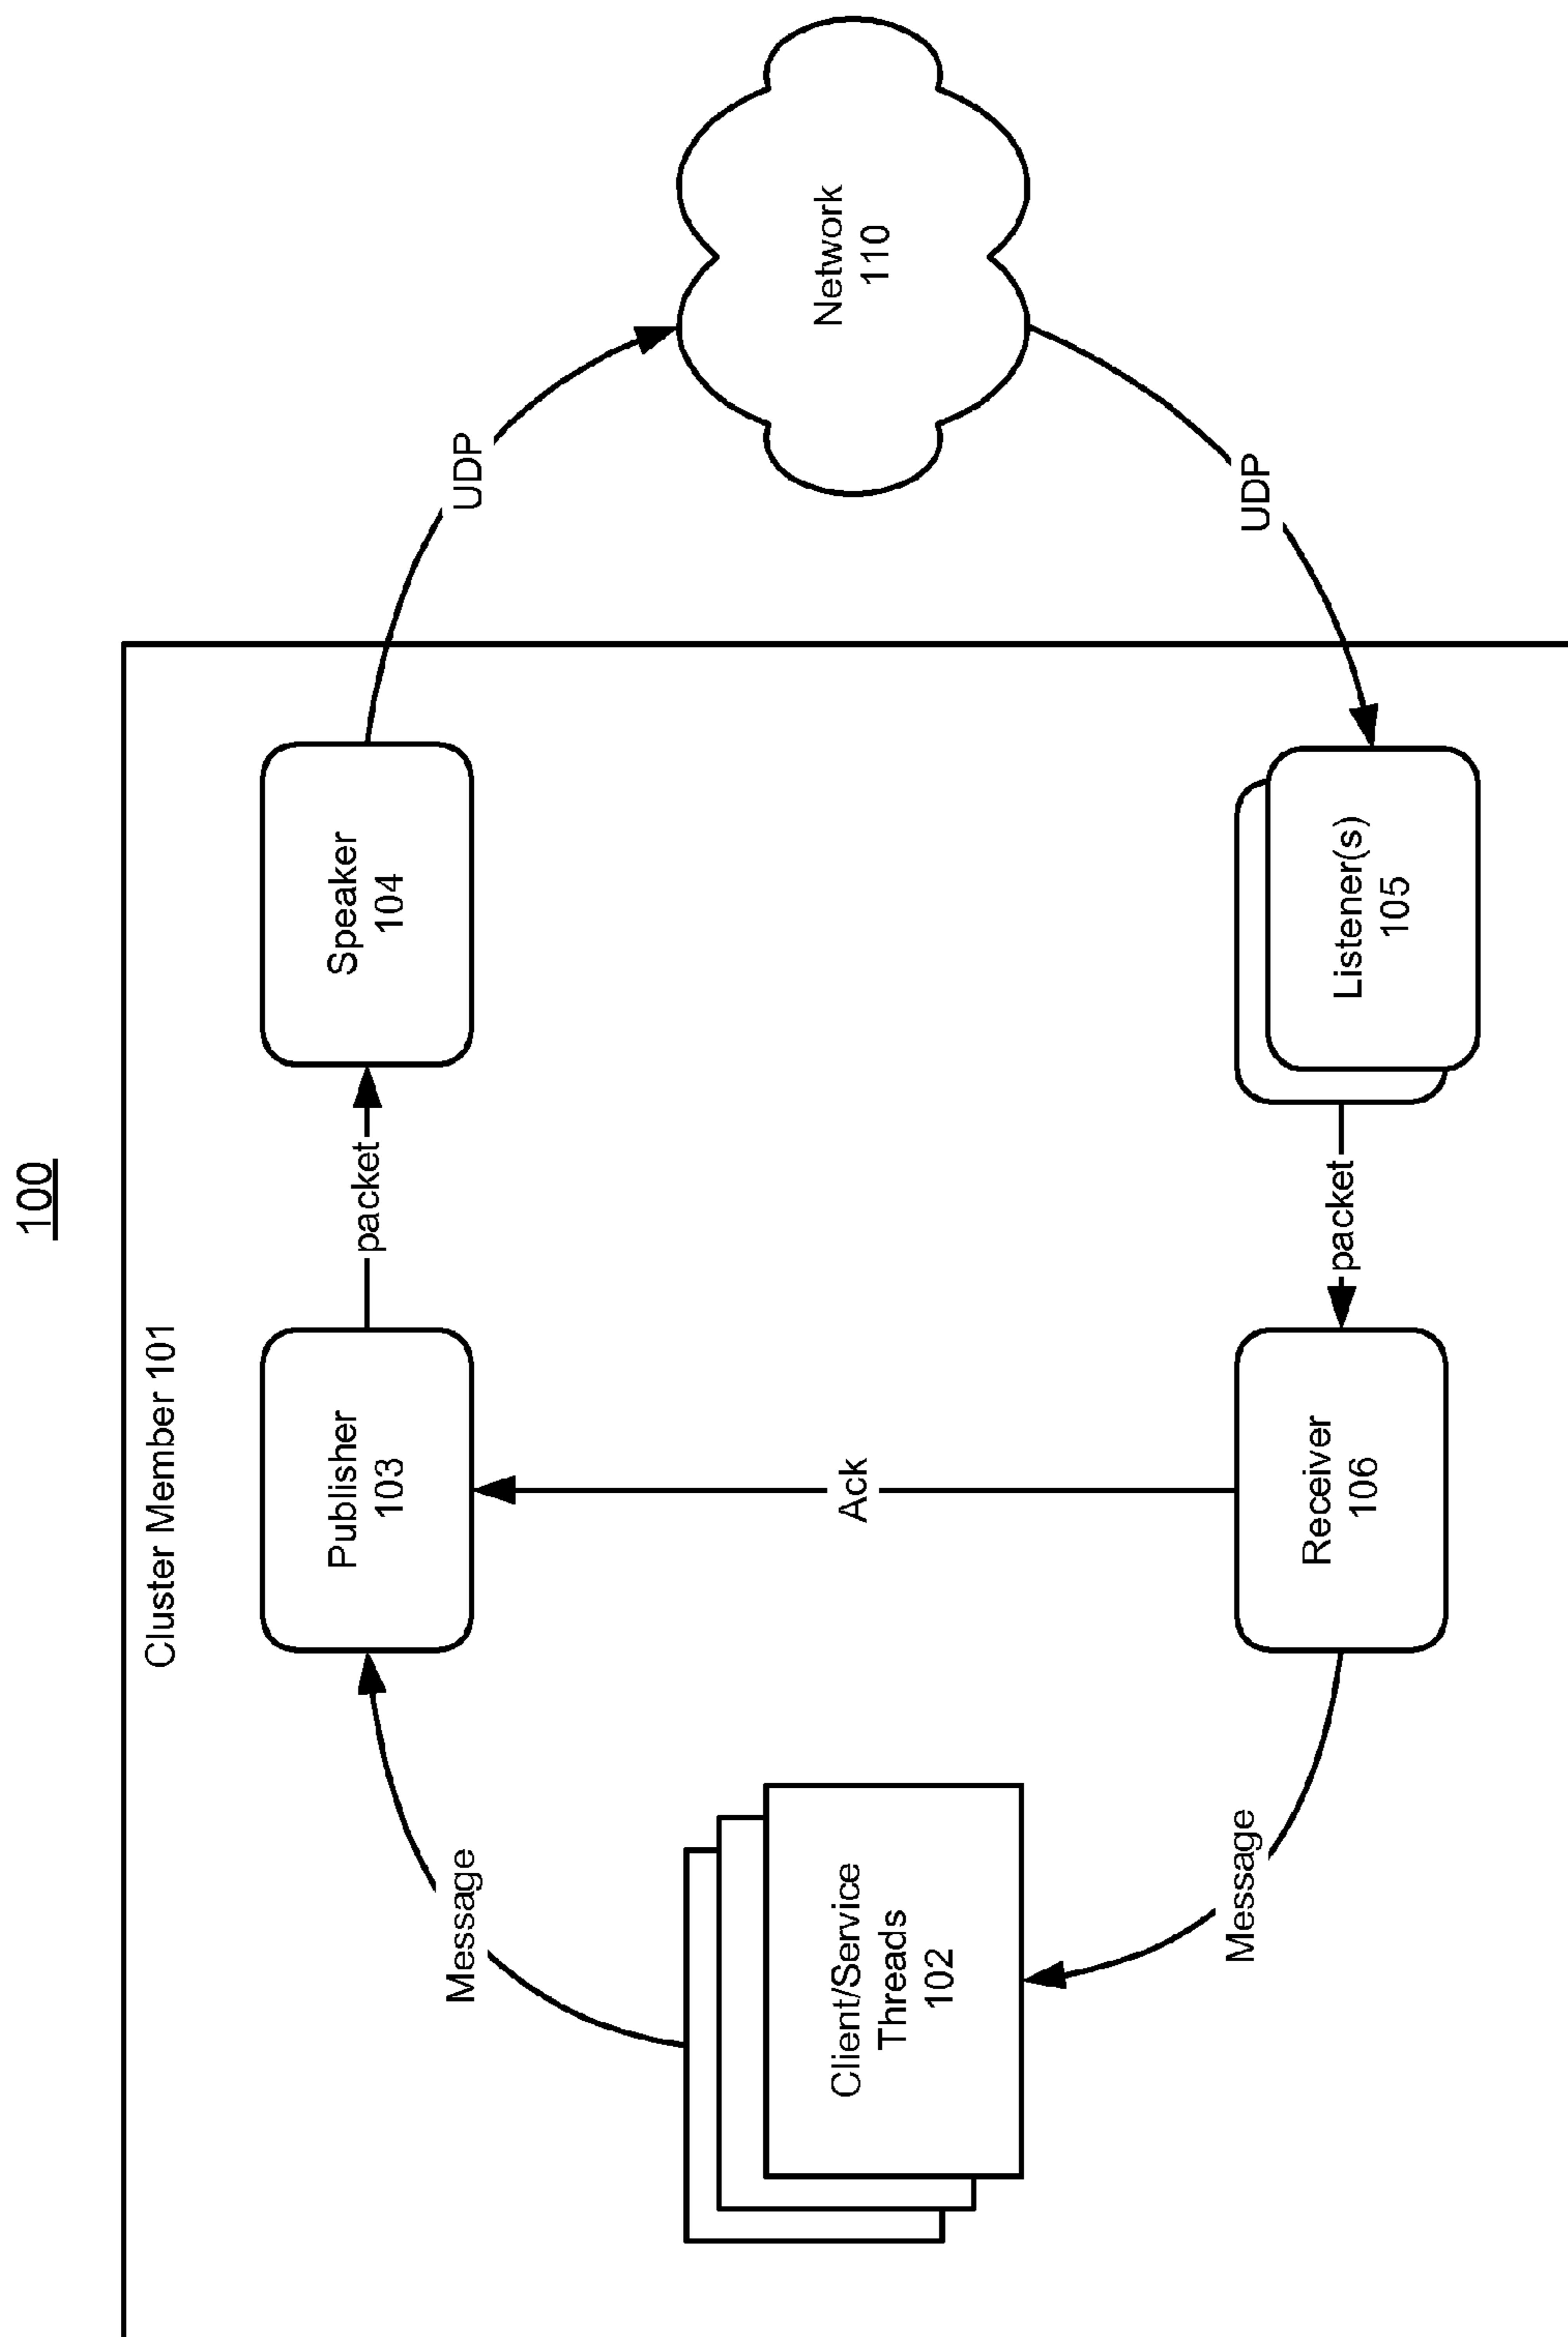 100
Cluster Member 101
Message
Publisher
103
packet
Speaker
104
UDP
Client/Service
Threads
102
Ack
Network
110
Message
Receiver
106
packet
Listener(s)
105
UDP